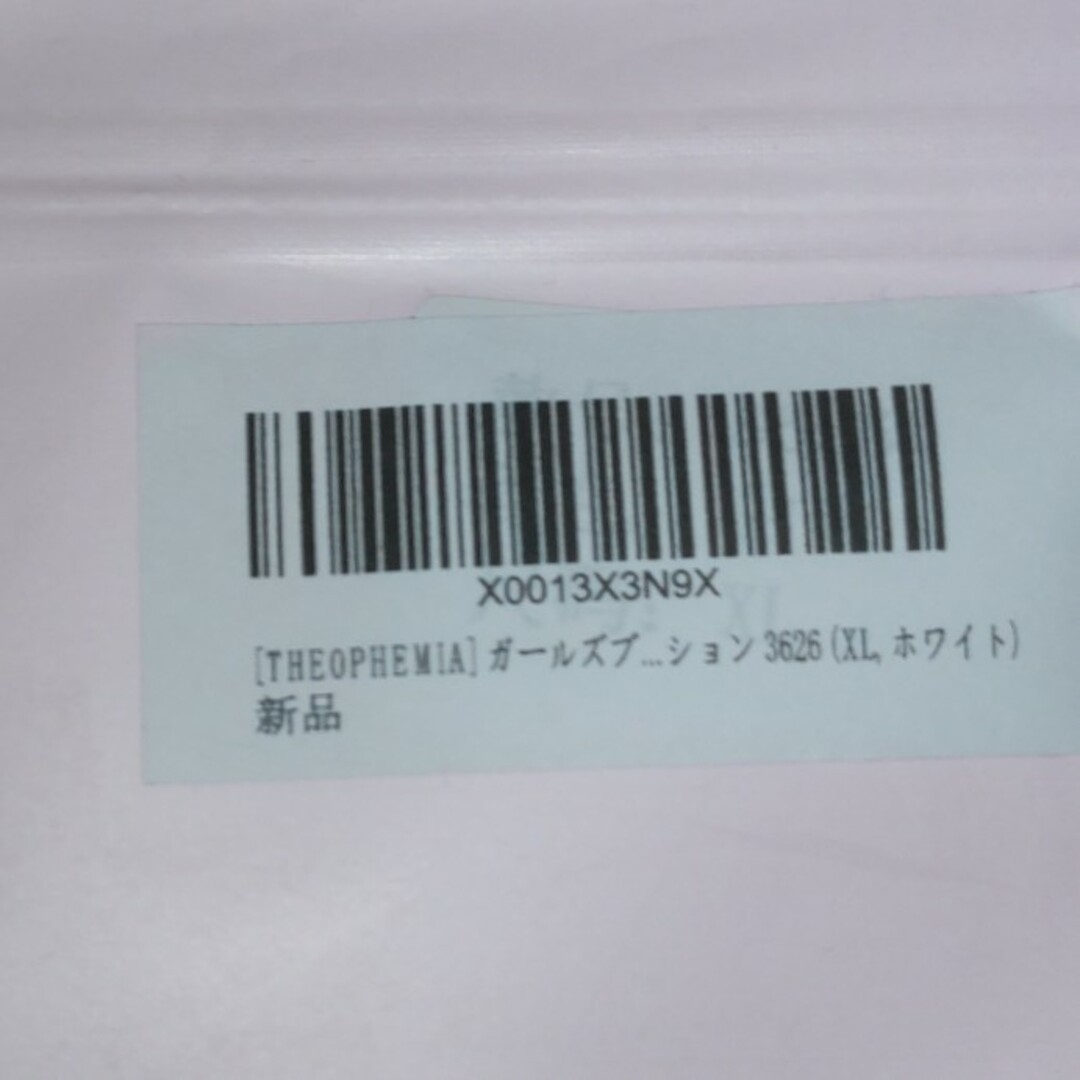 X0013X3N9X
[THEOPHEMIA] ガールズブ...ション 3626 (XL, ホワイト)
新品